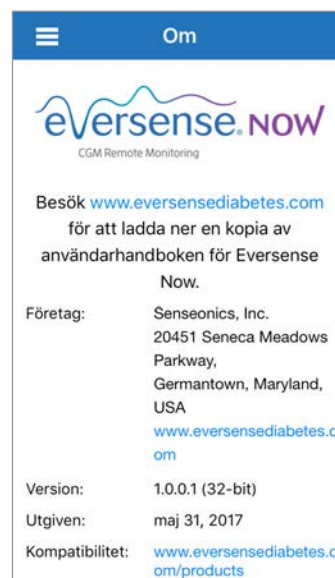 Om
eversense. NOW
CGM Remote Monitoring
Besök www.eversensediabetes.com
för att ladda ner en kopia av
användarhandboken för Eversense
Now.
Företag: Senseonics, Inc.
20451 Seneca Meadows
Parkway,
Germantown, Maryland,
USA
www.eversensediabetes.c
om
Version: 1.0.0.1 (32-bit)
Utgiven: maj 31, 2017
Kompatibilitet: www.eversensediabetes.c
om/products